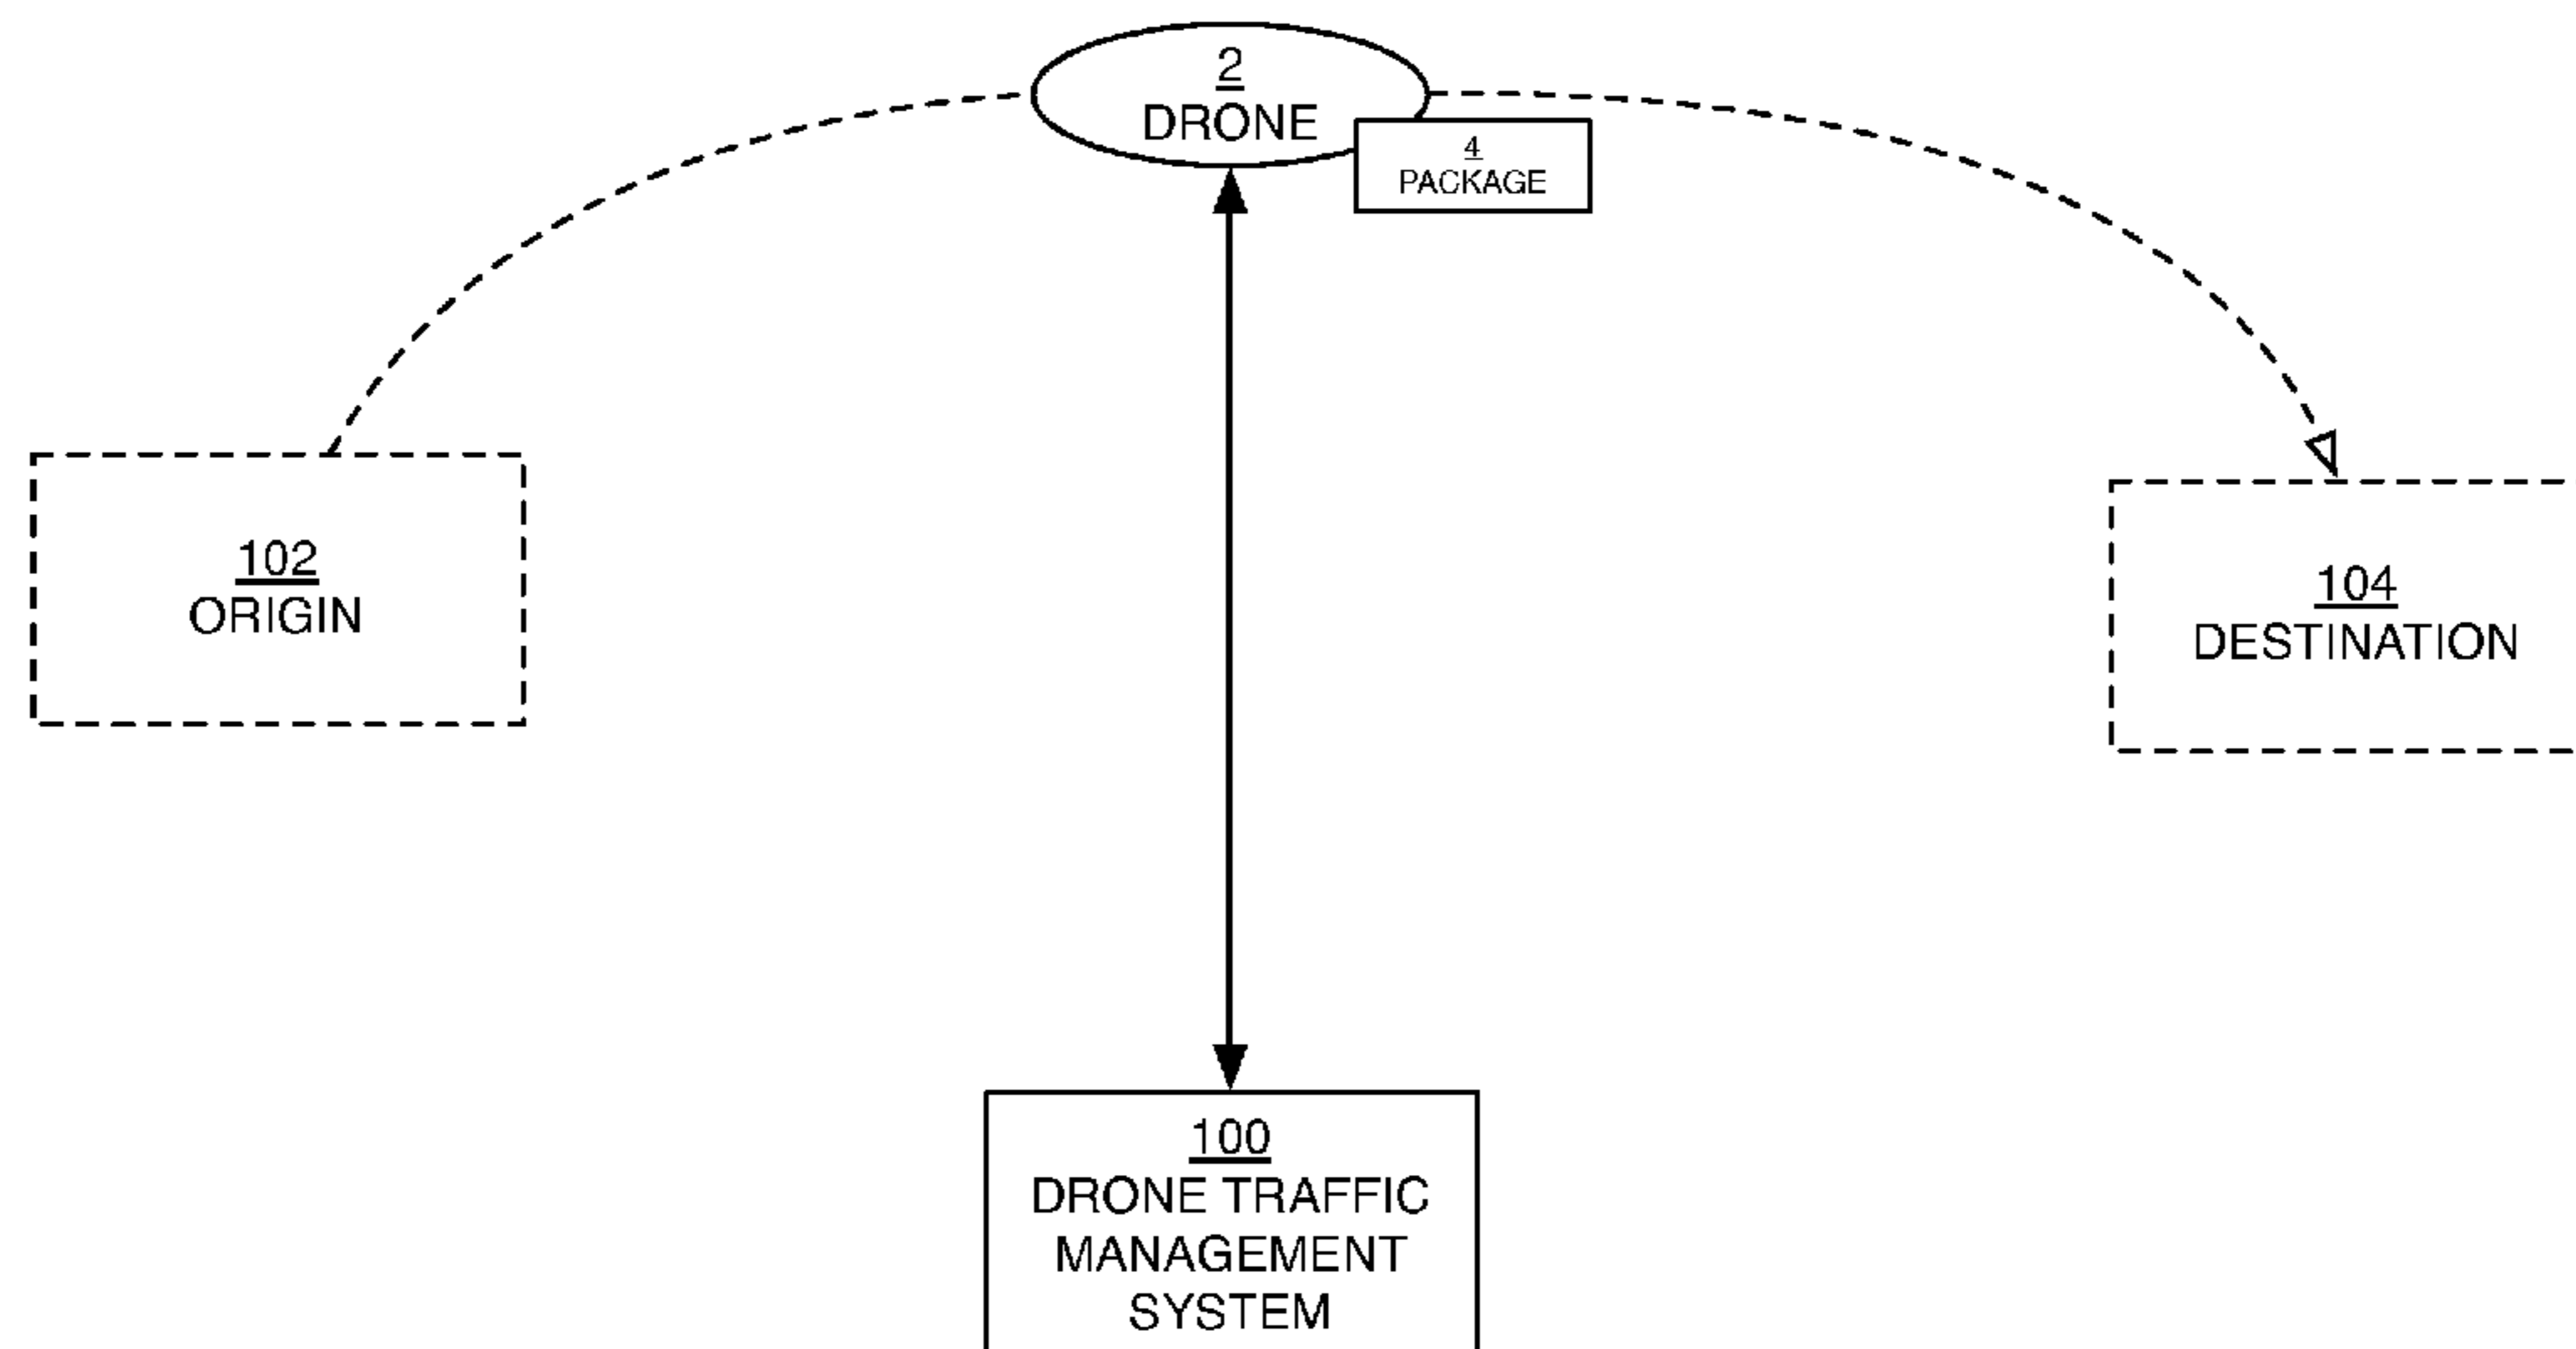 2
DRONE
4
PACKAGE
102
ORIGIN
104
DESTINATION
100
DRONE TRAFFIC
MANAGEMENT
SYSTEM